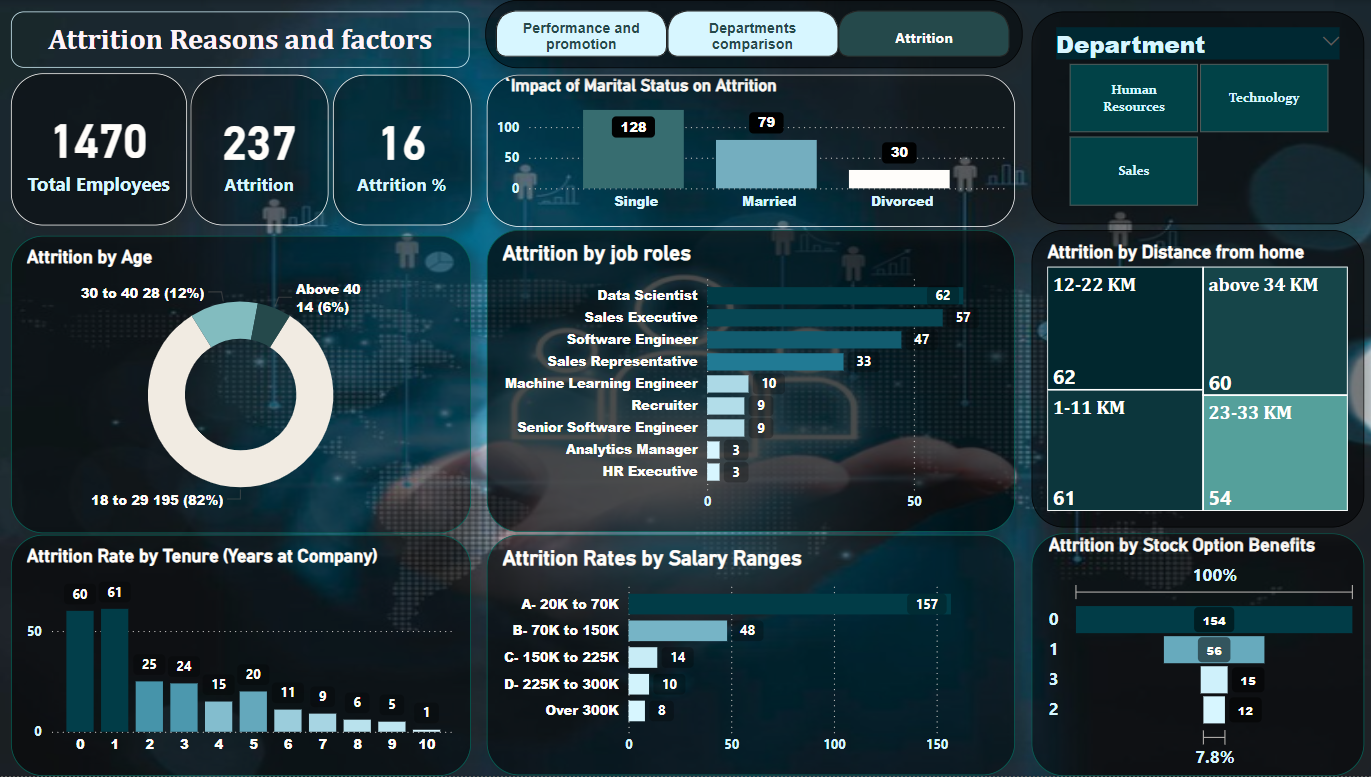 Attrition Reasons and factors
Performance and
promotion
Departments
comparison
Attrition
Department
Human
Resources
Technology
Sales
1470
Total Employees
237
Attrition
16
Attrition %
`Impact of Marital Status on Attrition
100
50
0
128
79
30
Single
Married
Divorced
Attrition by Age
30 to 40 28 (12%)
Above 40
14 (6%)
18 to 29 195 (82%)
Attrition by job roles
Data Scientist 62
Sales Executive 57
Software Engineer 47
Sales Representative 33
Machine Learning Engineer 10
Recruiter 9
Senior Software Engineer 9
Analytics Manager 3
HR Executive 3
0 50
Attrition by Distance from home
12-22 KM
62
above 34 KM
60
1-11 KM
61
23-33 KM
54
Attrition Rate by Tenure (Years at Company)
50
0
60 61 25 24 15 20 11 9 6 5 1
0 1 2 3 4 5 6 7 8 9 10
Attrition Rates by Salary Ranges
A- 20K to 70K 157
B- 70K to 150K 48
C- 150K to 225K 14
D- 225K to 300K 10
Over 300K 8
0 50 100 150
Attrition by Stock Option Benefits
100%
0 154
1 56
3 15
2 12
7.8%